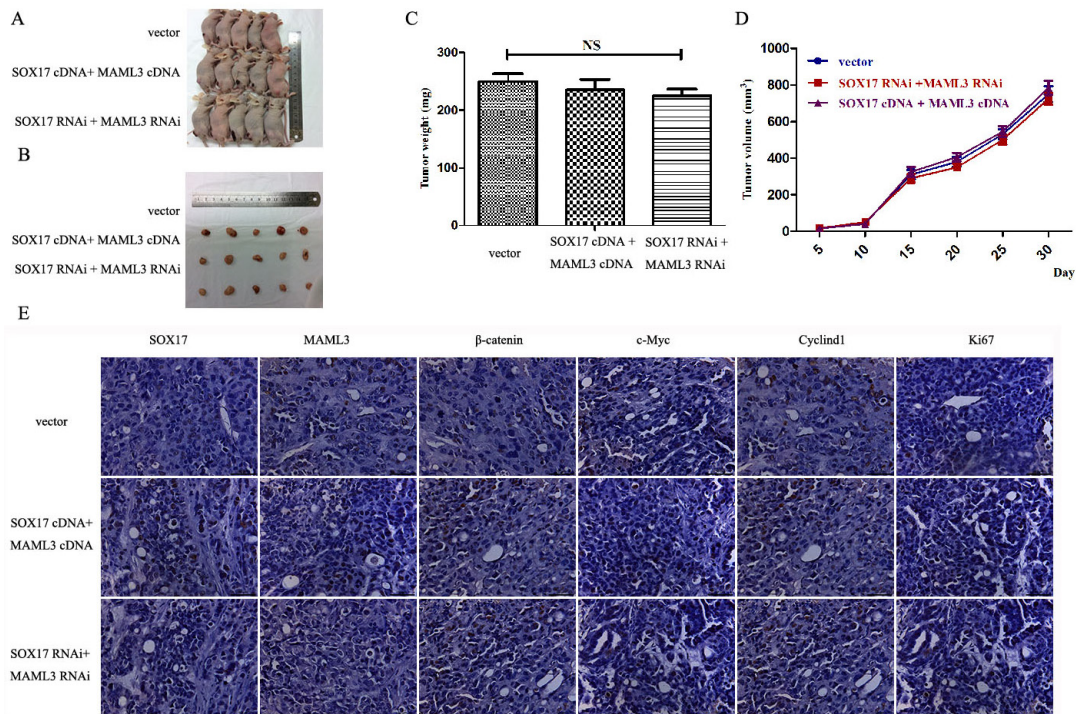 A
vector
SOX17 cDNA+ MAML3 cDNA
SOX17 RNAi + MAML3 RNAi
B
vector
SOX17 cDNA+ MAML3 cDNA
SOX17 RNAi + MAML3 RNAi
C
NS
Tumor weight (mg)
300
200
100
0
vector
SOX17 cDNA +
MAML3 cDNA
SOX17 RNAi +
MAML3 RNAi
D
Tumor volume (mm³)
1000
800
600
400
200
0
vector
SOX17 RNAi +MAML3 RNAi
SOX17 cDNA + MAML3 cDNA
5
10
15
20
25
30
Day
E
SOX17
MAML3
β-catenin
c-Myc
Cyclind1
Ki67
vector
SOX17 cDNA+
MAML3 cDNA
SOX17 RNAi+
MAML3 RNAi